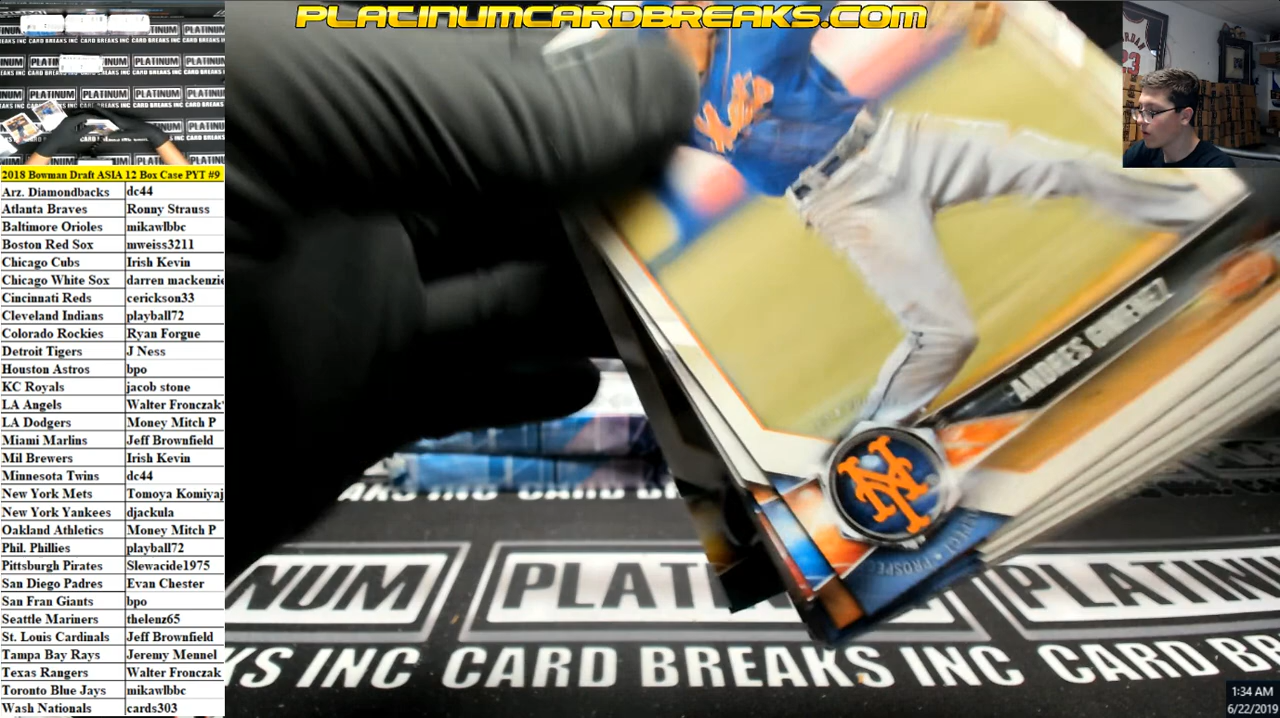 PLATINUMCARDBREAKS.COM
2018 Bowman Draft ASIA 12 Box Case PYT #9
Arz. Diamondbacks dc44
Atlanta Braves Ronny Strauss
Baltimore Orioles mikawlbbc
Boston Red Sox mweiss3211
Chicago Cubs Irish Kevin
Chicago White Sox darren mackenzie
Cincinnati Reds cerickson33
Cleveland Indians playball72
Colorado Rockies Ryan Forgue
Detroit Tigers J Ness
Houston Astros bpo
KC Royals jacob stone
LA Angels Walter Fronczak
LA Dodgers Money Mitch P
Miami Marlins Jeff Brownfield
Mil Brewers Irish Kevin
Minnesota Twins dc44
New York Mets Tomoya Komiyaj
New York Yankees djackula
Oakland Athletics Money Mitch P
Phil. Phillies playball72
Pittsburgh Pirates Slewacide1975
San Diego Padres Evan Chester
San Fran Giants bpo
Seattle Mariners thelenz65
St. Louis Cardinals Jeff Brownfield
Tampa Bay Rays Jeremy Mennel
Texas Rangers Walter Fronczak
Toronto Blue Jays mikawlbbc
Wash Nationals cards303
ANDRES GIMENEZ
NY
PROSPEC
NUM PLAT PLATINU
KS INC CARD BREAKS INC CARD BR
1:34 AM
6/22/2019